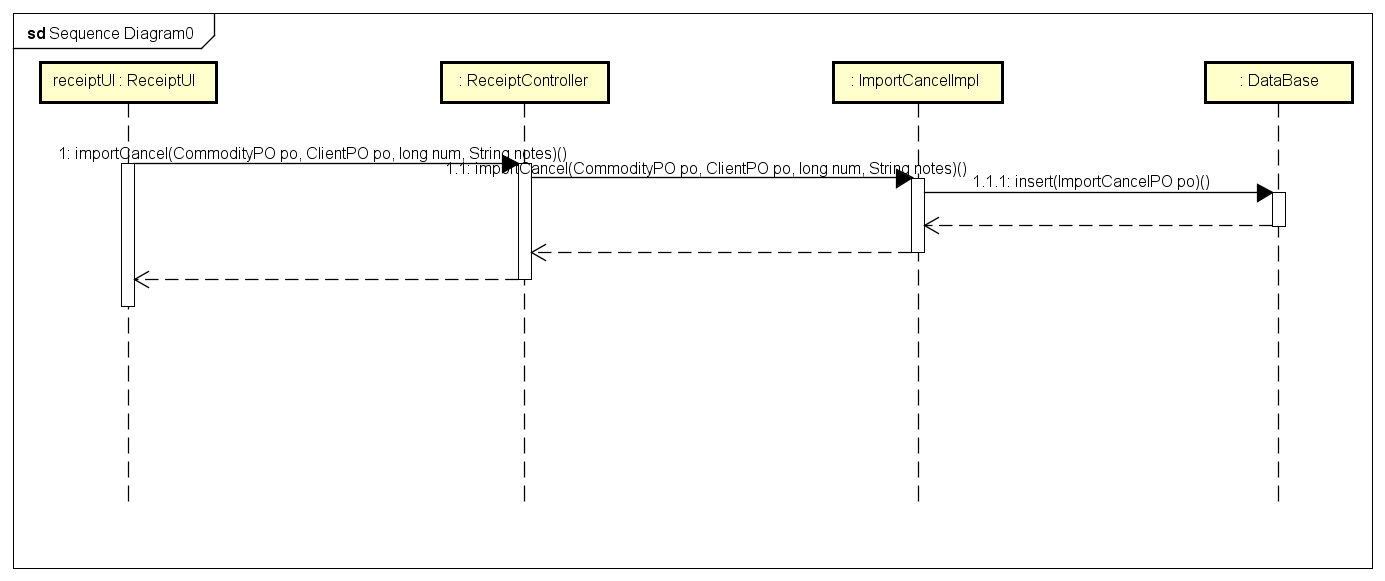 sd Sequence Diagram0
receiptUI : ReceiptUI
: ReceiptController
: ImportCancelImpl
: DataBase
1: importCancel(CommodityPO po, ClientPO po, long num, String notes)()
1.1: importCancel(CommodityPO po, ClientPO po, long num, String notes)()
1.1.1: insert(ImportCancelPO po)()